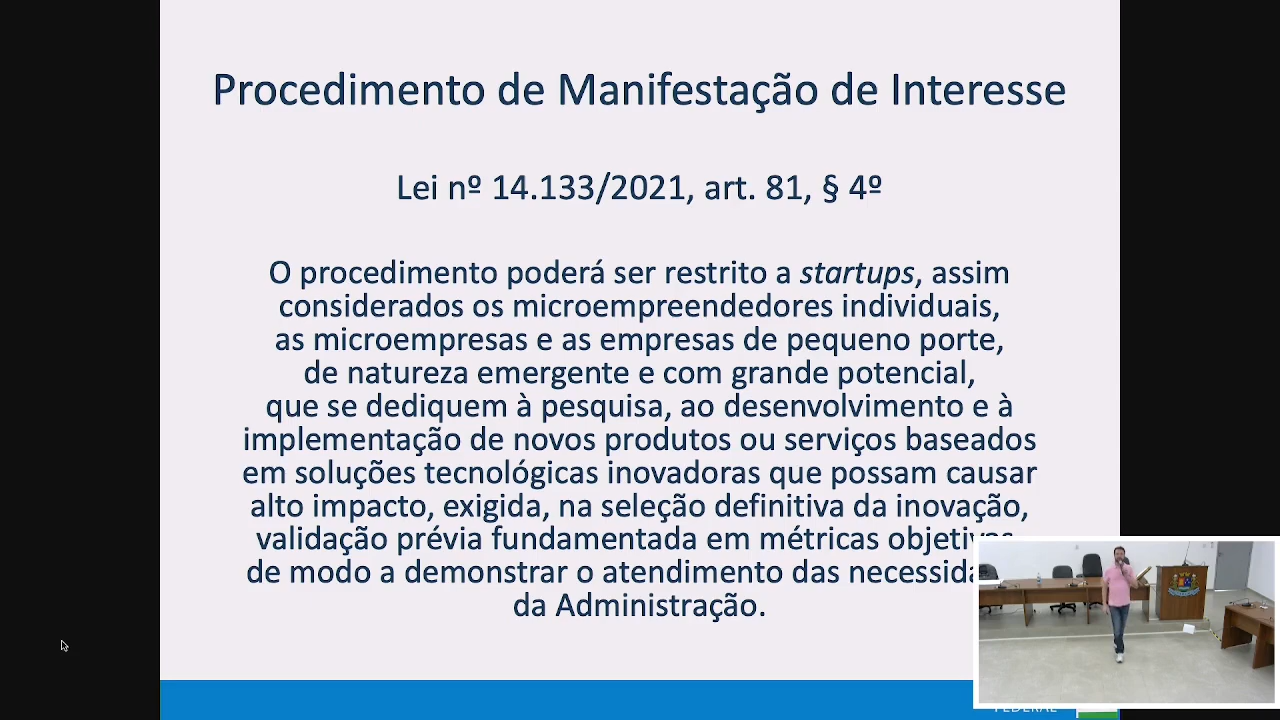 Procedimento de Manifestação de Interesse
Lei nº 14.133/2021, art. 81, § 4º
O procedimento poderá ser restrito a startups, assim
considerados os microempreendedores individuais,
as microempresas e as empresas de pequeno porte,
de natureza emergente e com grande potencial,
que se dediquem à pesquisa, ao desenvolvimento e à
implementação de novos produtos ou serviços baseados
em soluções tecnológicas inovadoras que possam causar
alto impacto, exigida, na seleção definitiva da inovação,
validação prévia fundamentada em métricas objetivas,
de modo a demonstrar o atendimento das
da Administração.
FEDERAL